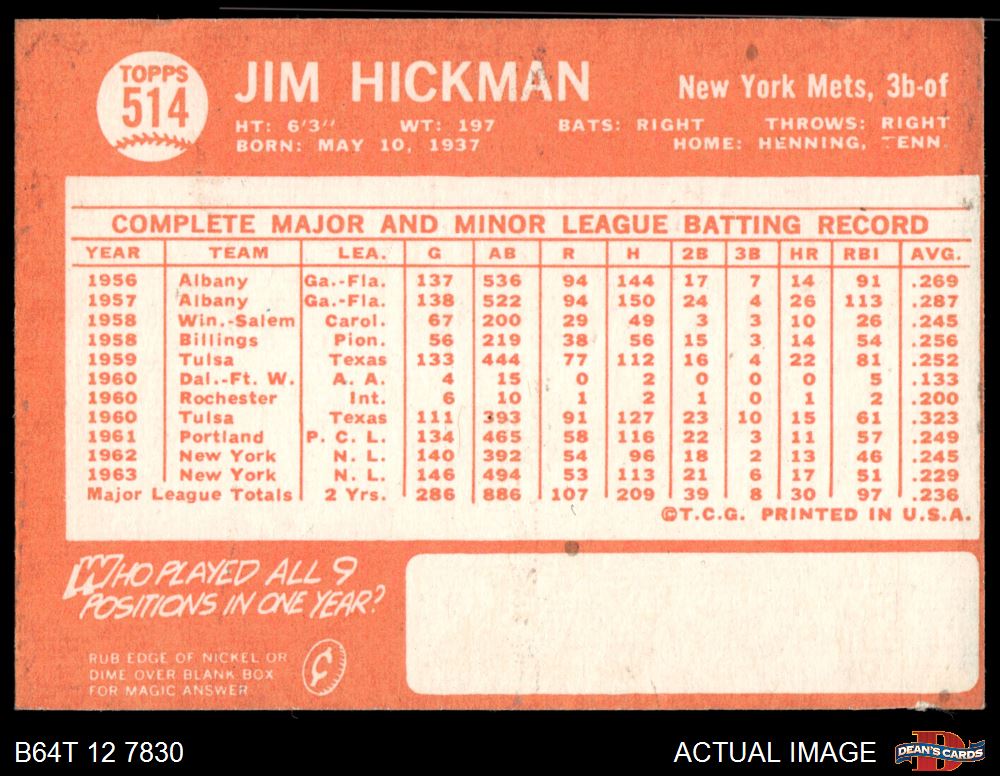 TOPPS
514
JIM HICKMAN
New York Mets, 3b-of
HT: 6'3'' WT: 197 BATS: RIGHT THROWS: RIGHT
BORN: MAY 10, 1937 HOME: HENNING, TENN.
COMPLETE MAJOR AND MINOR LEAGUE BATTING RECORD
YEAR TEAM LEA. G AB R H 2B 3B HR RBI AVG.
1956 Albany Ga.-Fla. 137 536 94 144 17 7 14 91 .269
1957 Albany Ga.-Fla. 138 522 94 150 24 4 26 113 .287
1958 Win.-Salem Carol. 67 200 29 49 3 3 10 26 .245
1958 Billings Pion. 56 219 38 56 15 3 14 54 .256
1959 Tulsa Texas 133 444 77 112 16 4 22 81 .252
1960 Dal.-Ft. W. A. A. 4 15 0 2 0 0 0 5 .133
1960 Rochester Int. 6 10 1 2 1 0 1 2 .200
1960 Tulsa Texas 111 393 91 127 23 10 15 61 .323
1961 Portland P. C. L. 134 465 58 116 22 3 11 57 .249
1962 New York N. L. 140 392 54 96 18 2 13 46 .245
1963 New York N. L. 146 494 53 113 21 6 17 51 .229
Major League Totals 2 Yrs. 286 886 107 209 39 8 30 97 .236
©T.C.G. PRINTED IN U.S.A.
WHO PLAYED ALL 9
POSITIONS IN ONE YEAR?
RUB EDGE OF NICKEL OR
DIME OVER BLANK BOX
FOR MAGIC ANSWER
¢
B64T 12 7830
ACTUAL IMAGE
D
DEAN'S CARDS